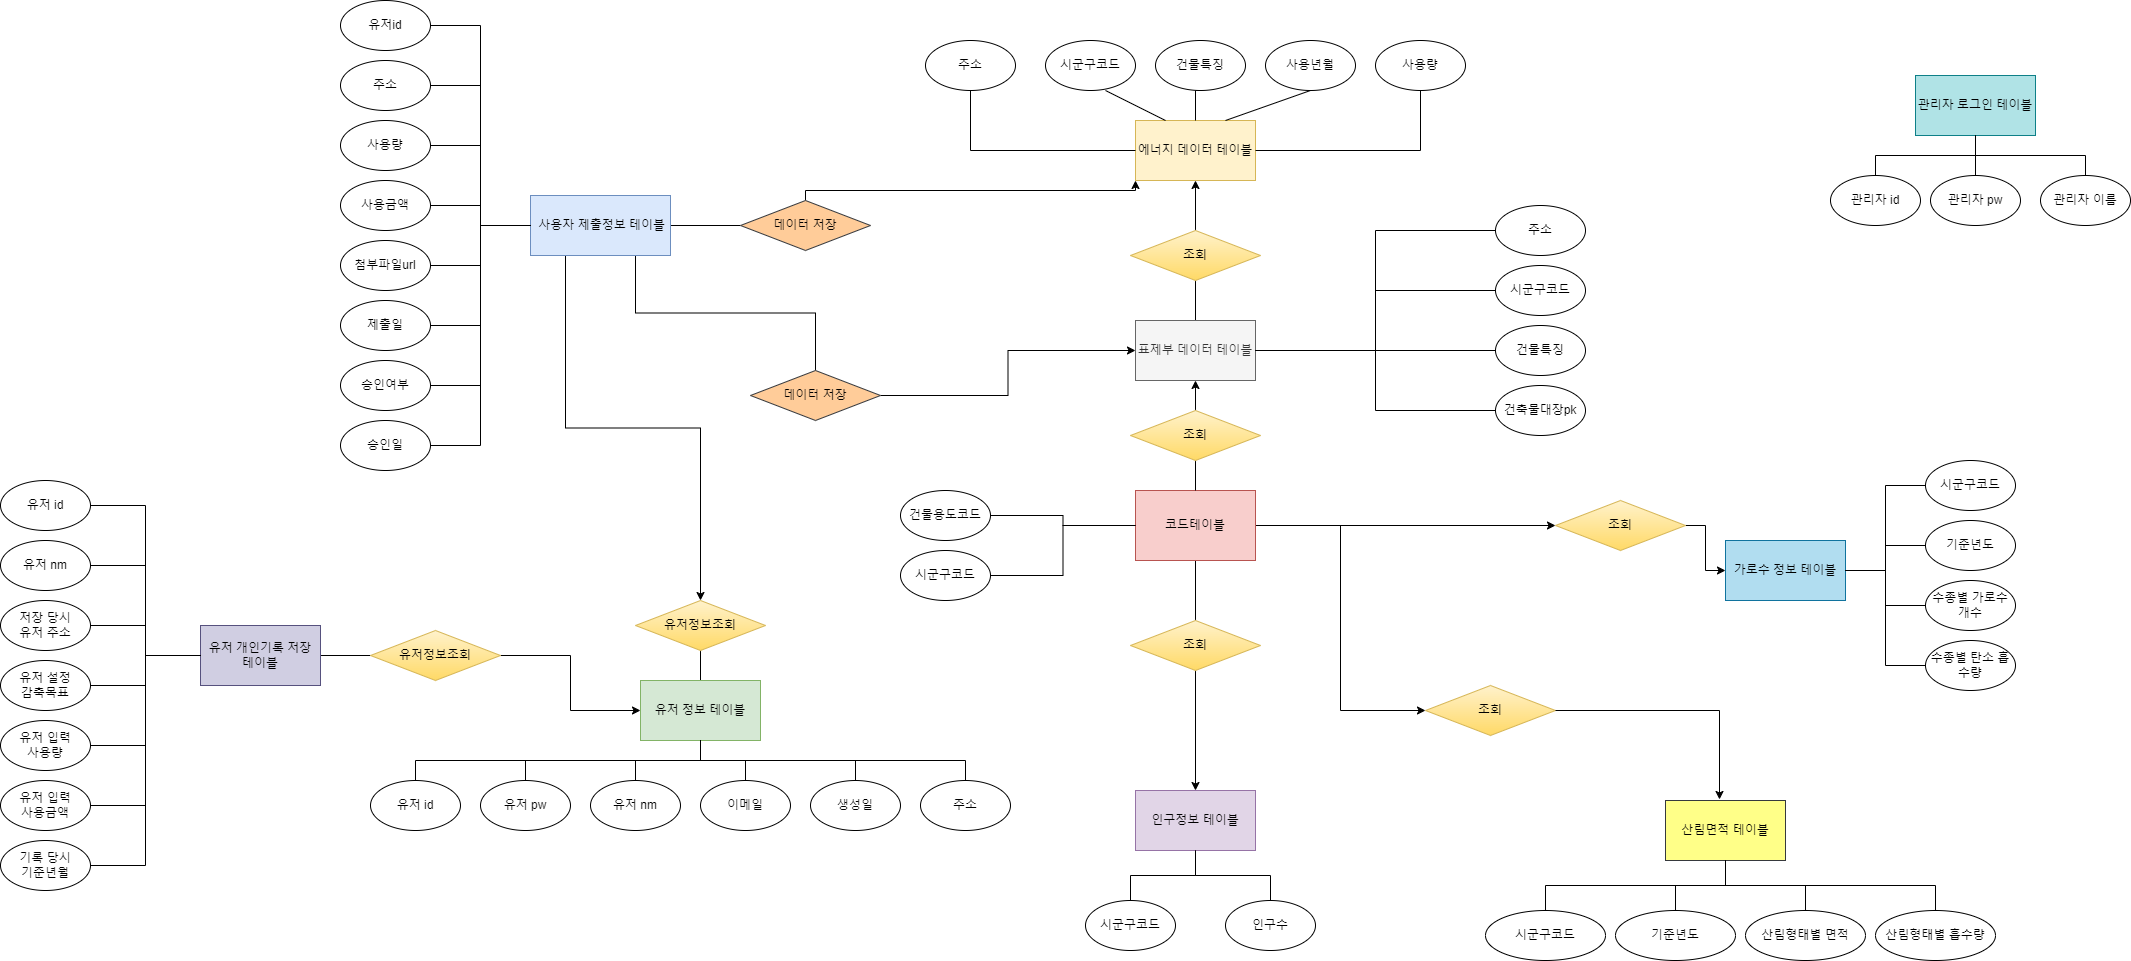 유저id
주소
사용량
사용금액
첨부파일url
제출일
승인여부
승인일
사용자 제출정보 테이블
데이터 저장
데이터 저장
주소
시군구코드
건물특징
사용년월
사용량
에너지 데이터 테이블
조회
표제부 데이터 테이블
주소
시군구코드
건물특징
건축물대장pk
조회
관리자 로그인 테이블
관리자 id
관리자 pw
관리자 이름
건물용도코드
시군구코드
코드테이블
조회
가로수 정보 테이블
시군구코드
기준년도
수종별 가로수
개수
수종별 탄소 흡
수량
유저 id
유저 nm
저장 당시
유저 주소
유저 설정
감축목표
유저 입력
사용량
유저 입력
사용금액
기록 당시
기준년월
유저 개인기록 저장
테이블
유저정보조회
유저정보조회
유저 정보 테이블
유저 id
유저 pw
유저 nm
이메일
생성일
주소
조회
인구정보 테이블
시군구코드
인구수
조회
산림면적 테이블
시군구코드
기준년도
산림형태별 면적
산림형태별 흡수량